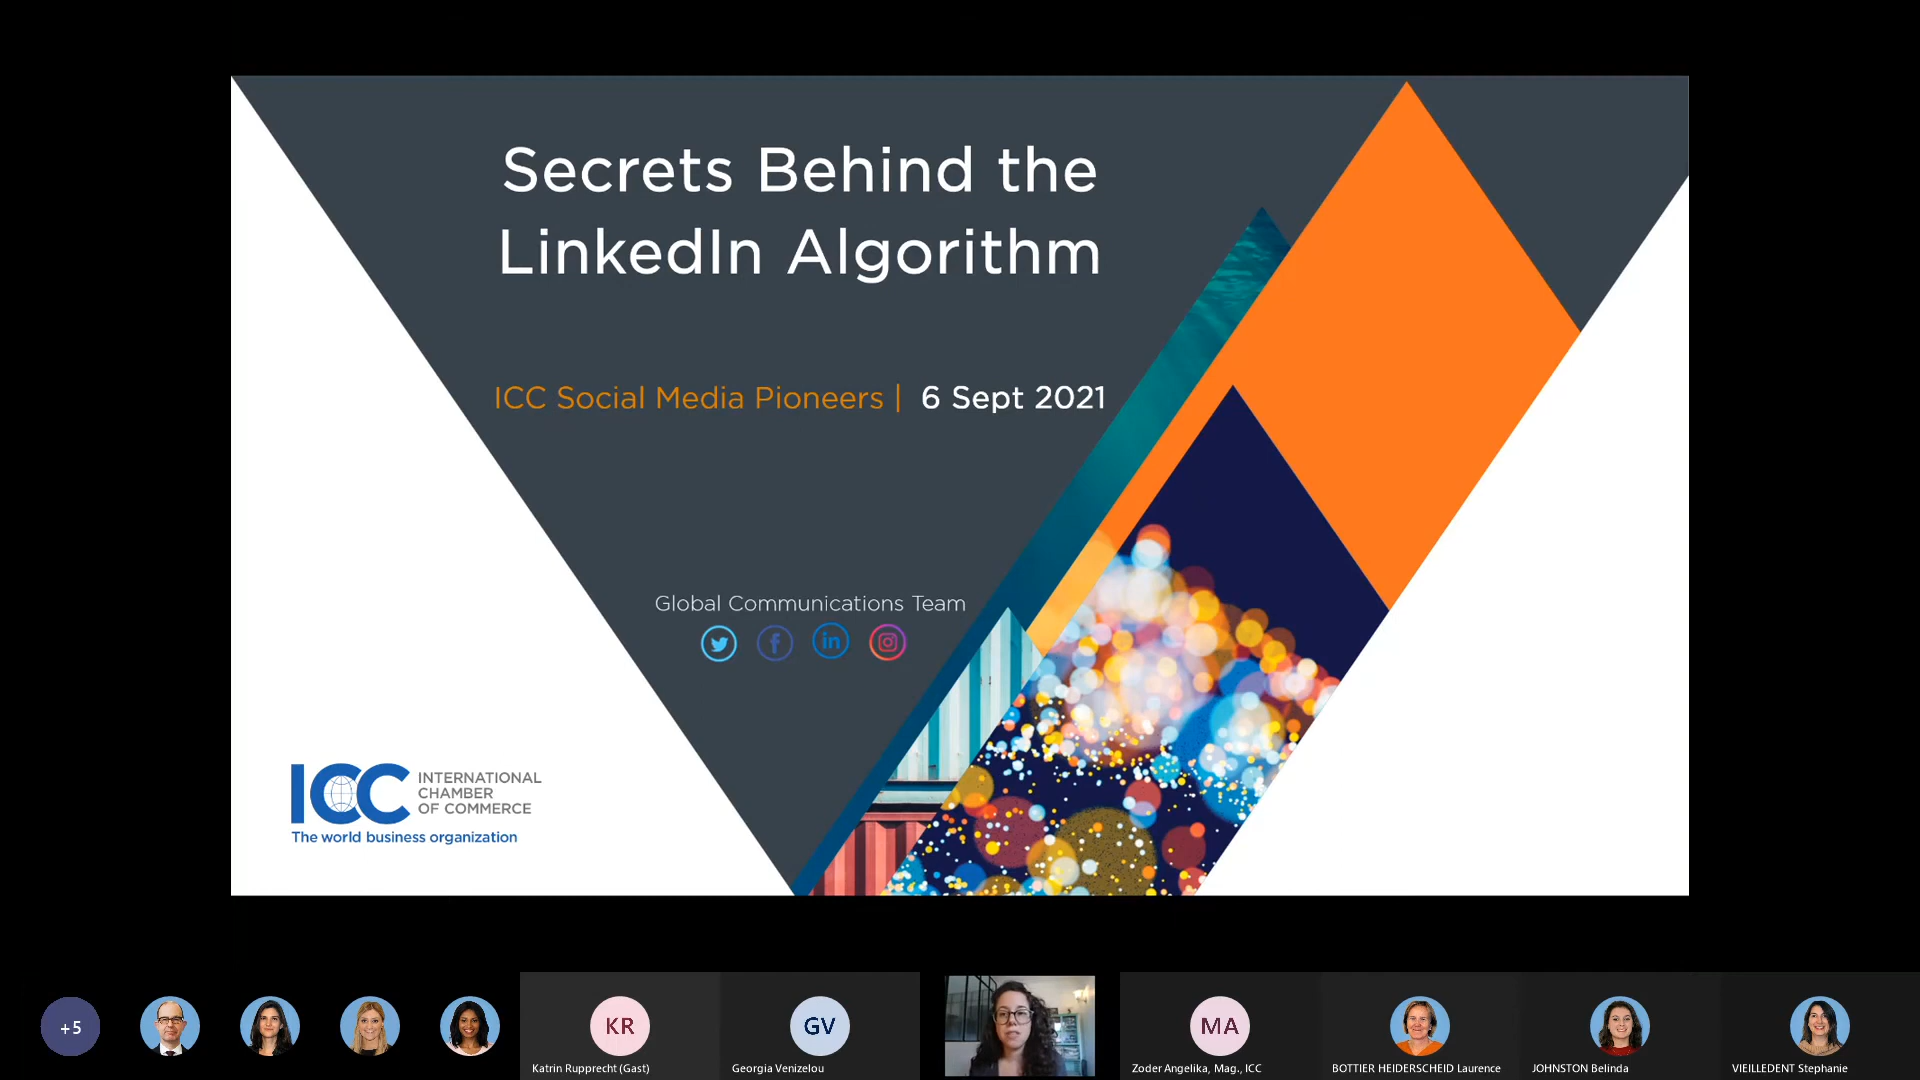 Secrets Behind the
LinkedIn Algorithm
ICC Social Media Pioneers | 6 Sept 2021
Global Communications Team
ICC INTERNATIONAL
CHAMBER
OF COMMERCE
The world business organization
+5
KR
GV
MA
Katrin Rupprecht (Gast)
Georgia Venizelou
Zoder Angelika, Mag., ICC
BOTTIER HEIDERSCHEID Laurence
JOHNSTON Belinda
VIEILLEDENT Stephanie